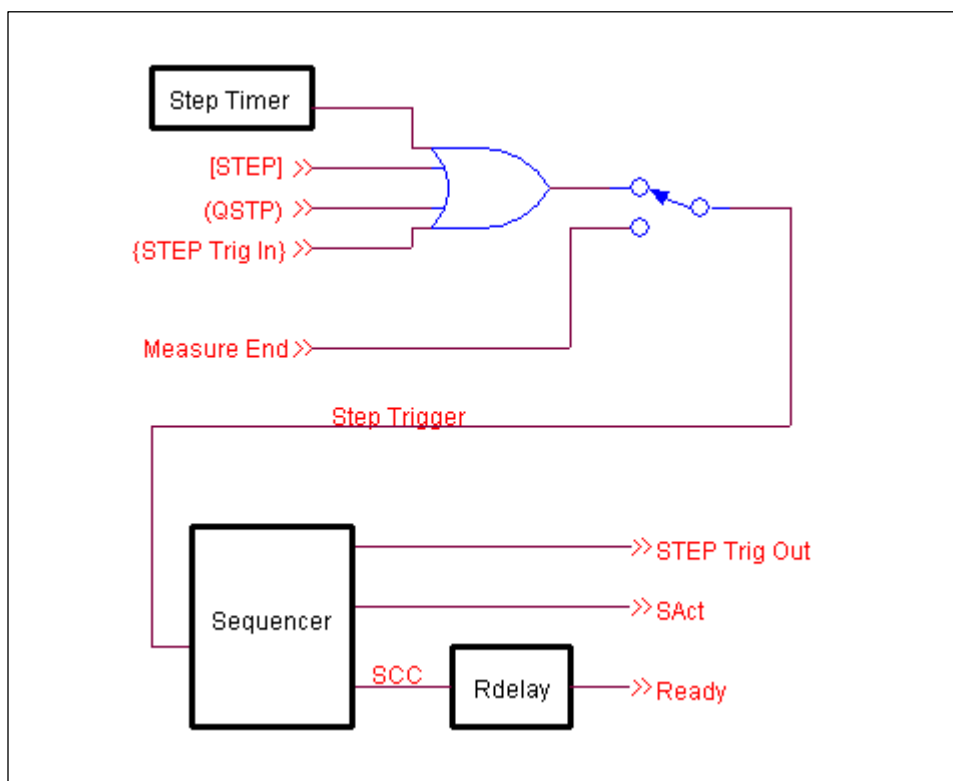 Step Timer
[STEP]
(QSTP)
{STEP Trig In}
Measure End
Step Trigger
STEP Trig Out
Sequencer
SAct
SCC
Rdelay
Ready